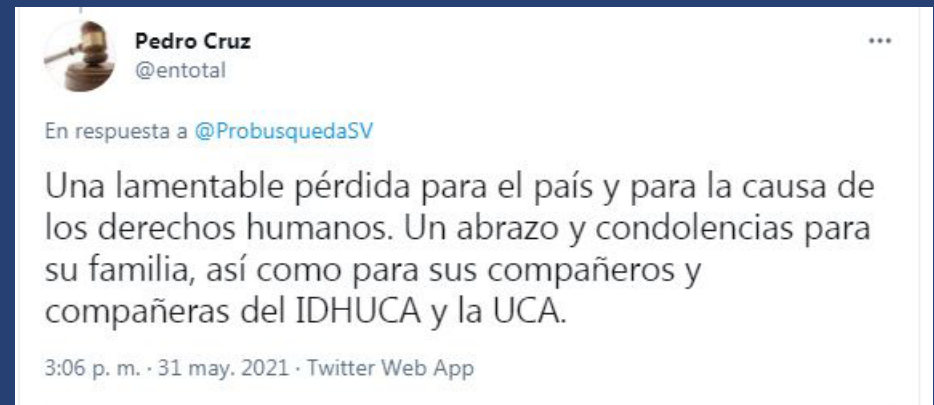 Pedro Cruz
@entotal
En respuesta a @ProbusquedaSV
Una lamentable pérdida para el país y para la causa de
los derechos humanos. Un abrazo y condolencias para
su familia, así como para sus compañeros y
compañeras del IDHUCA y la UCA.
3:06 p. m. · 31 may. 2021 · Twitter Web App